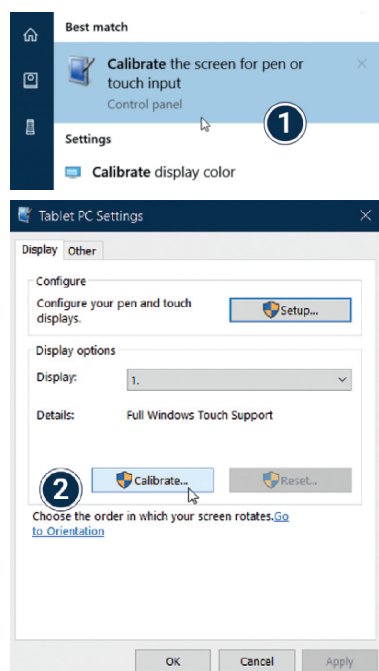 Best match
Calibrate the screen for pen or
touch input
Control panel
1
Settings
Calibrate display color
Tablet PC Settings
Display Other
Configure
Configure your pen and touch
displays.
Setup...
Display options
Display:
1.
Details:
Full Windows Touch Support
2
Calibrate...
Reset...
Choose the order in which your screen rotates.Go
to Orientation
OK Cancel Apply